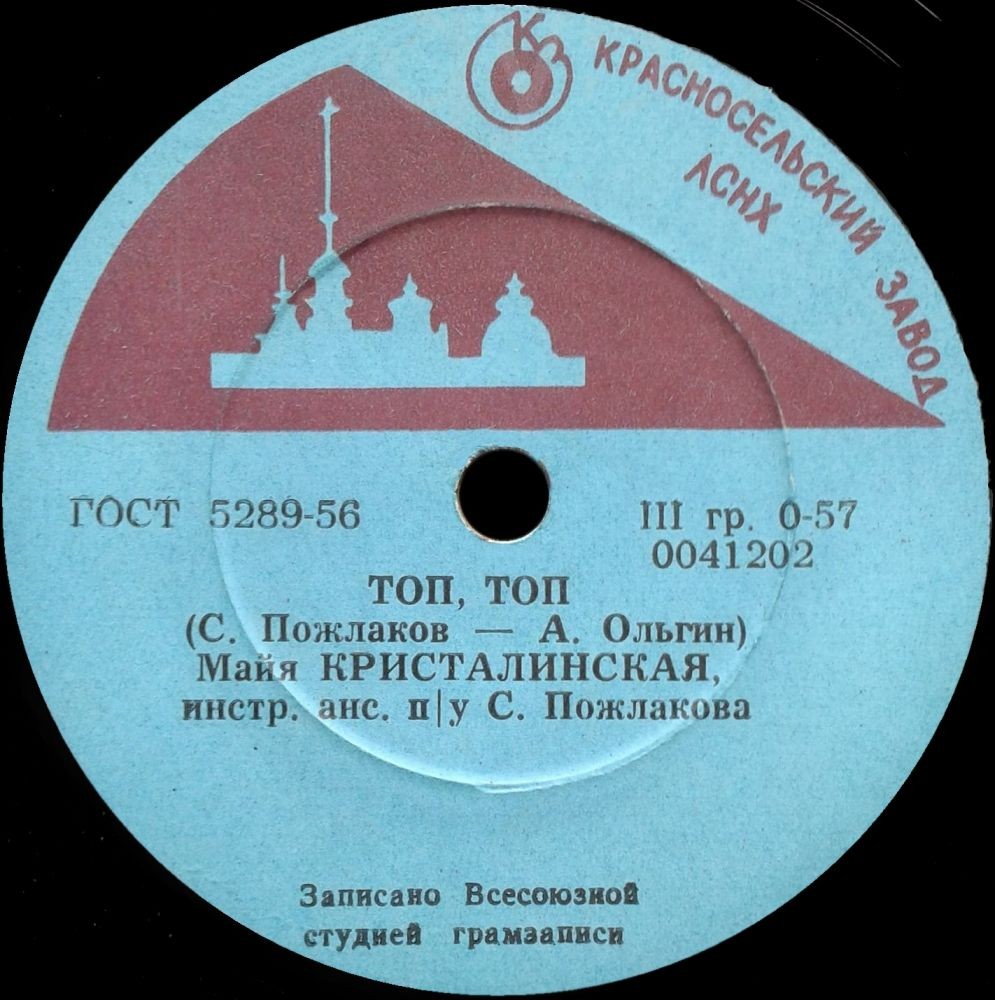 КЗ
КРАСНОСЕЛЬСКИЙ ЗАВОД
ЛСНХ
ГОСТ 5289-56
III гр. 0-57
0041202
ТОП, ТОП
(С. Пожлаков — А. Ольгин)
Майя КРИСТАЛИНСКАЯ,
инстр. анс. п/у С. Пожлакова
Записано Всесоюзной
студией грамзаписи